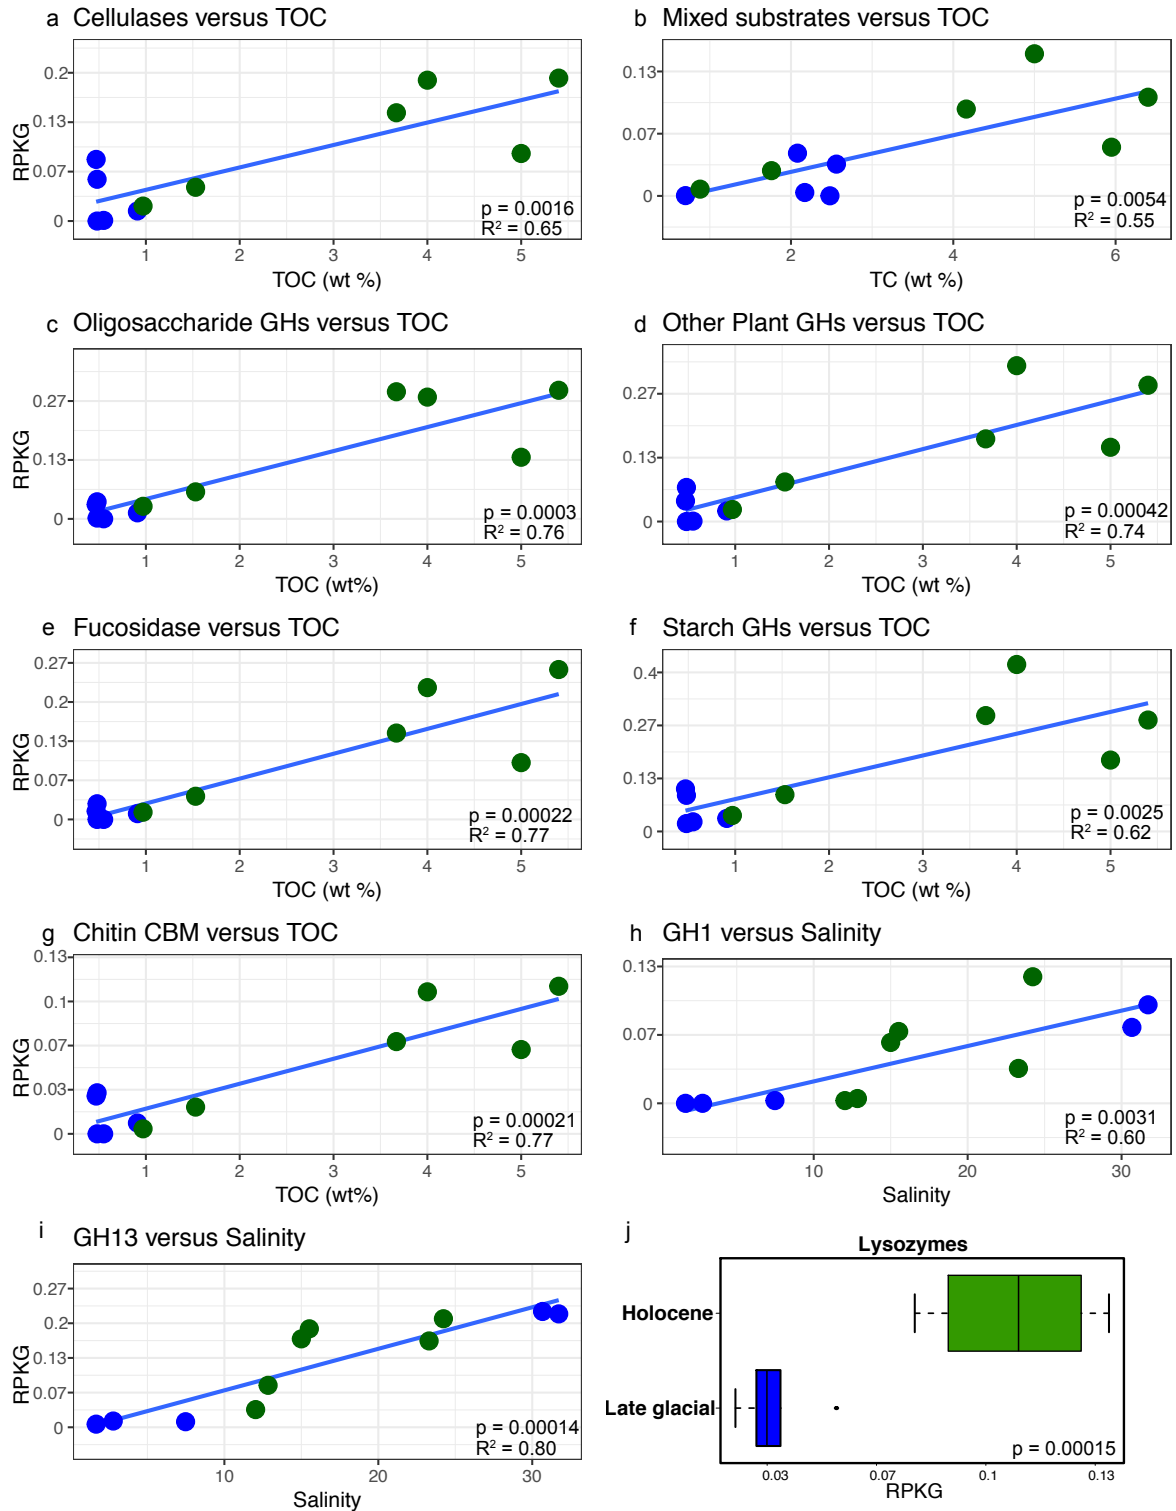 a Cellulases versus TOC
RPKG
0.2
0.13
0.07
0
p = 0.0016
R² = 0.65
1 2 3 4 5
TOC (wt %)
b Mixed substrates versus TOC
0.13
0.07
0
p = 0.0054
R² = 0.55
2 4 6
TC (wt %)
c Oligosaccharide GHs versus TOC
RPKG
0.27
0.13
0
p = 0.0003
R² = 0.76
1 2 3 4 5
TOC (wt%)
d Other Plant GHs versus TOC
0.27
0.13
0
p = 0.00042
R² = 0.74
1 2 3 4 5
TOC (wt %)
e Fucosidase versus TOC
RPKG
0.27
0.2
0.13
0.07
0
p = 0.00022
R² = 0.77
1 2 3 4 5
TOC (wt %)
f Starch GHs versus TOC
0.4
0.27
0.13
0
p = 0.0025
R² = 0.62
1 2 3 4 5
TOC (wt %)
g Chitin CBM versus TOC
RPKG
0.13
0.1
0.07
0.03
0
p = 0.00021
R² = 0.77
1 2 3 4 5
TOC (wt%)
h GH1 versus Salinity
0.13
0.07
0
p = 0.0031
R² = 0.60
10 20 30
Salinity
i GH13 versus Salinity
RPKG
0.27
0.2
0.13
0.07
0
p = 0.00014
R² = 0.80
10 20 30
Salinity
j Lysozymes
Holocene
Late glacial
p = 0.00015
0.03 0.07 0.1 0.13
RPKG